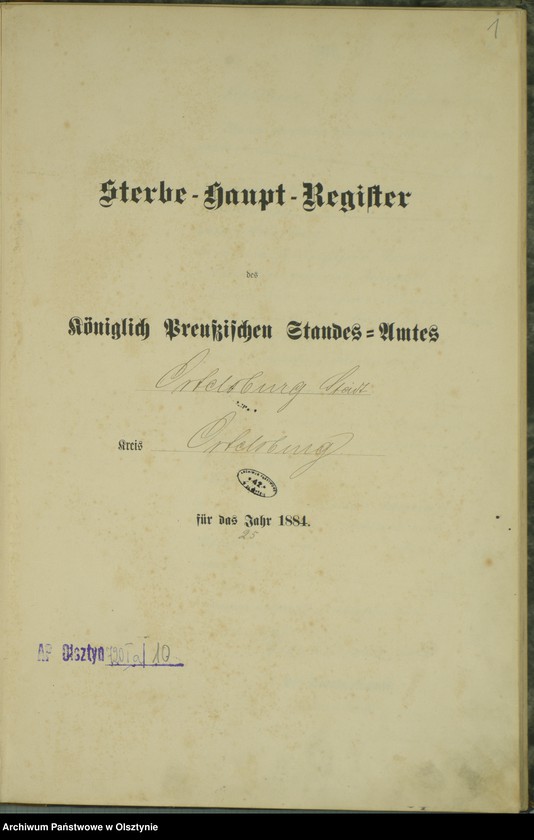 1
Sterbe-Haupt-Register
des
Königlich Preußischen Standes=Amtes
Ortelsburg Stadt
Kreis Ortelsburg
für das Jahr 1884.
25
AP Olsztyn 10
Archiwum Państwowe w Olsztynie